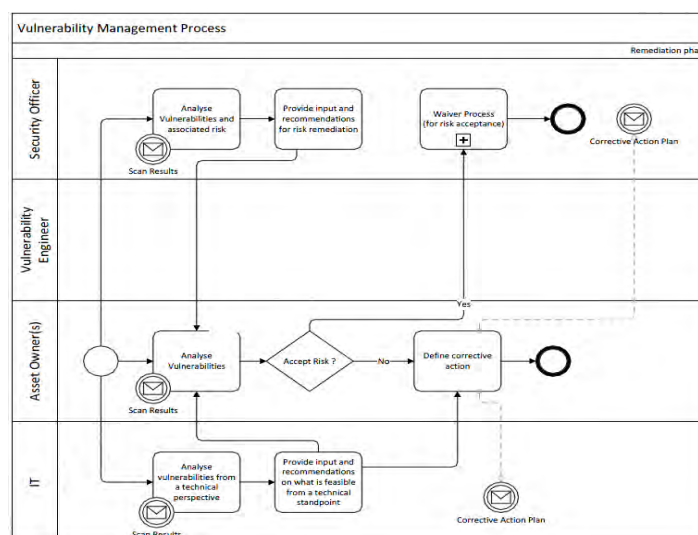 Vulnerability Management Process
Remediation pha
Security Officer
Analyse
Vulnerabilities and
associated risk
Scan Results
Provide input and
recommendations
for risk remediation
Waiver Process
(for risk acceptance)
Corrective Action Plan
Vulnerability
Engineer
Yes
Asset Owner(s)
Analyse
Vulnerabilities
Scan Results
Accept Risk ?
No
Define corrective
action
IT
Analyse
vulnerabilities from
a technical
perspective
Scan Results
Provide input and
recommendations
on what is feasible
from a technical
standpoint
Corrective Action Plan